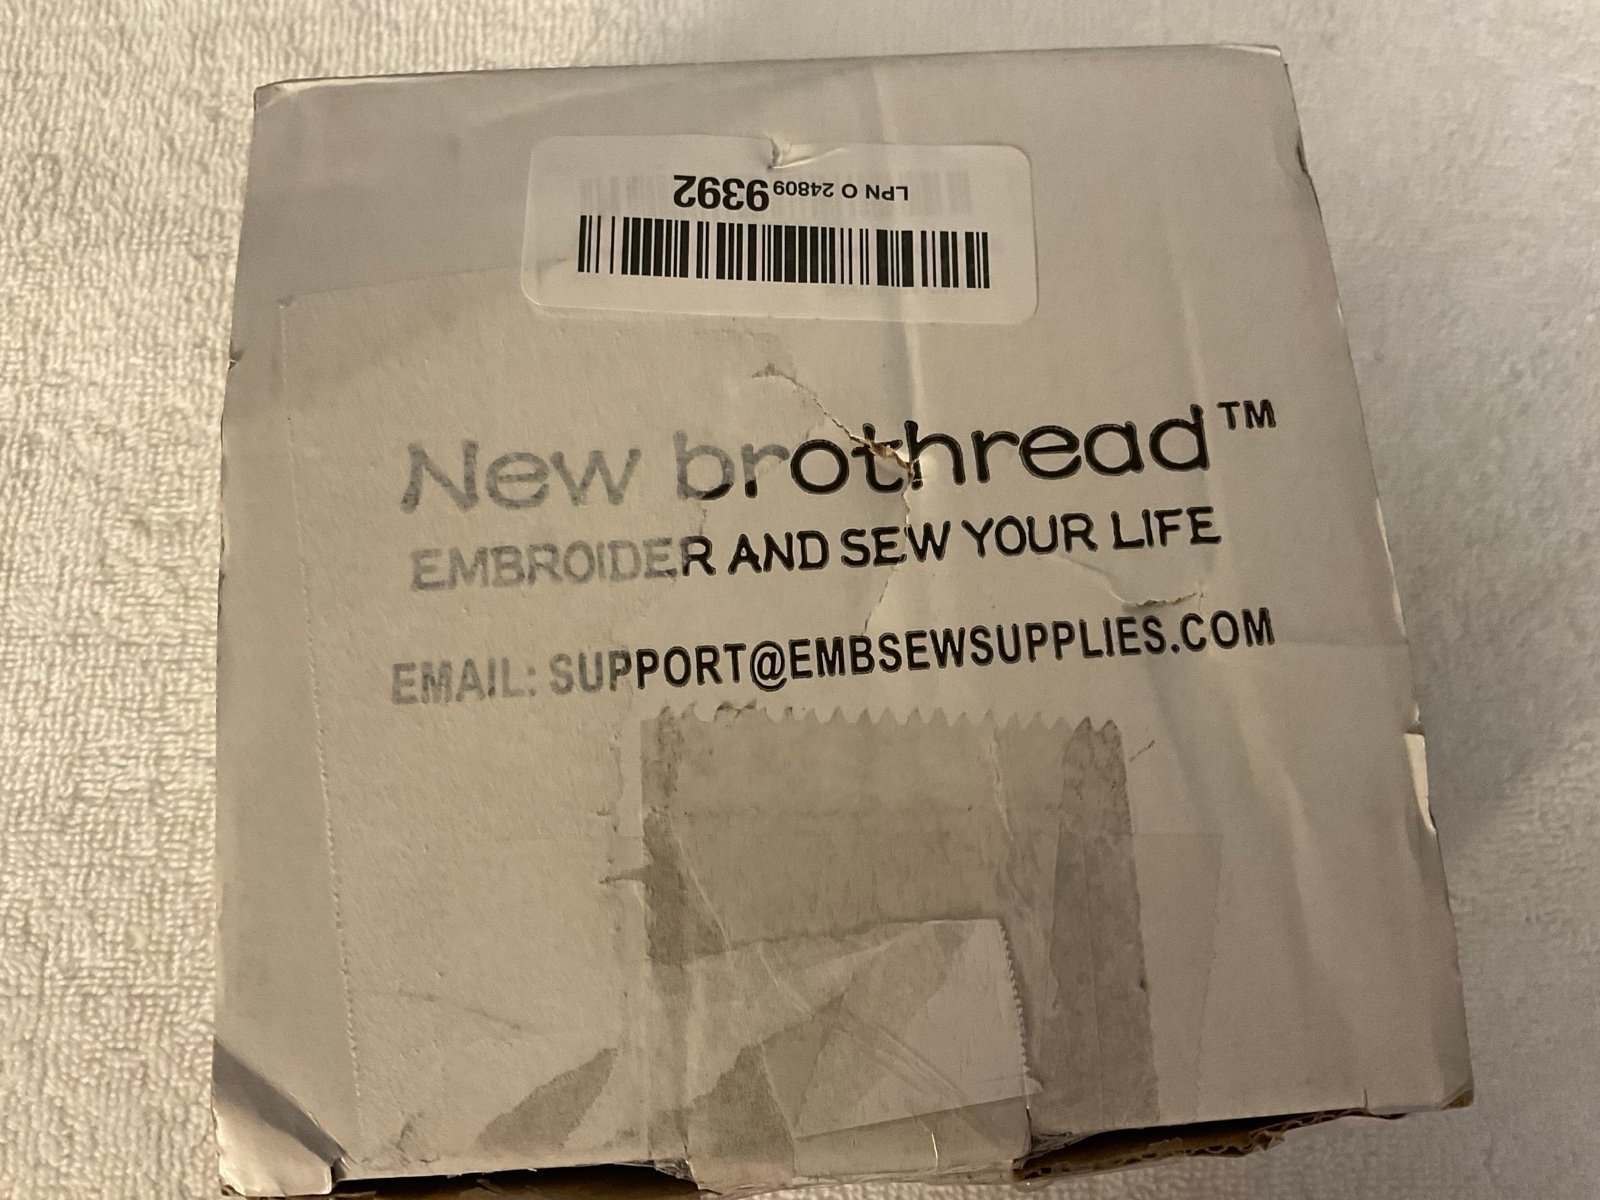 LPN O 24809 9392
New brothread™
EMBROIDER AND SEW YOUR LIFE
EMAIL: SUPPORT@EMBSEWSUPPLIES.COM